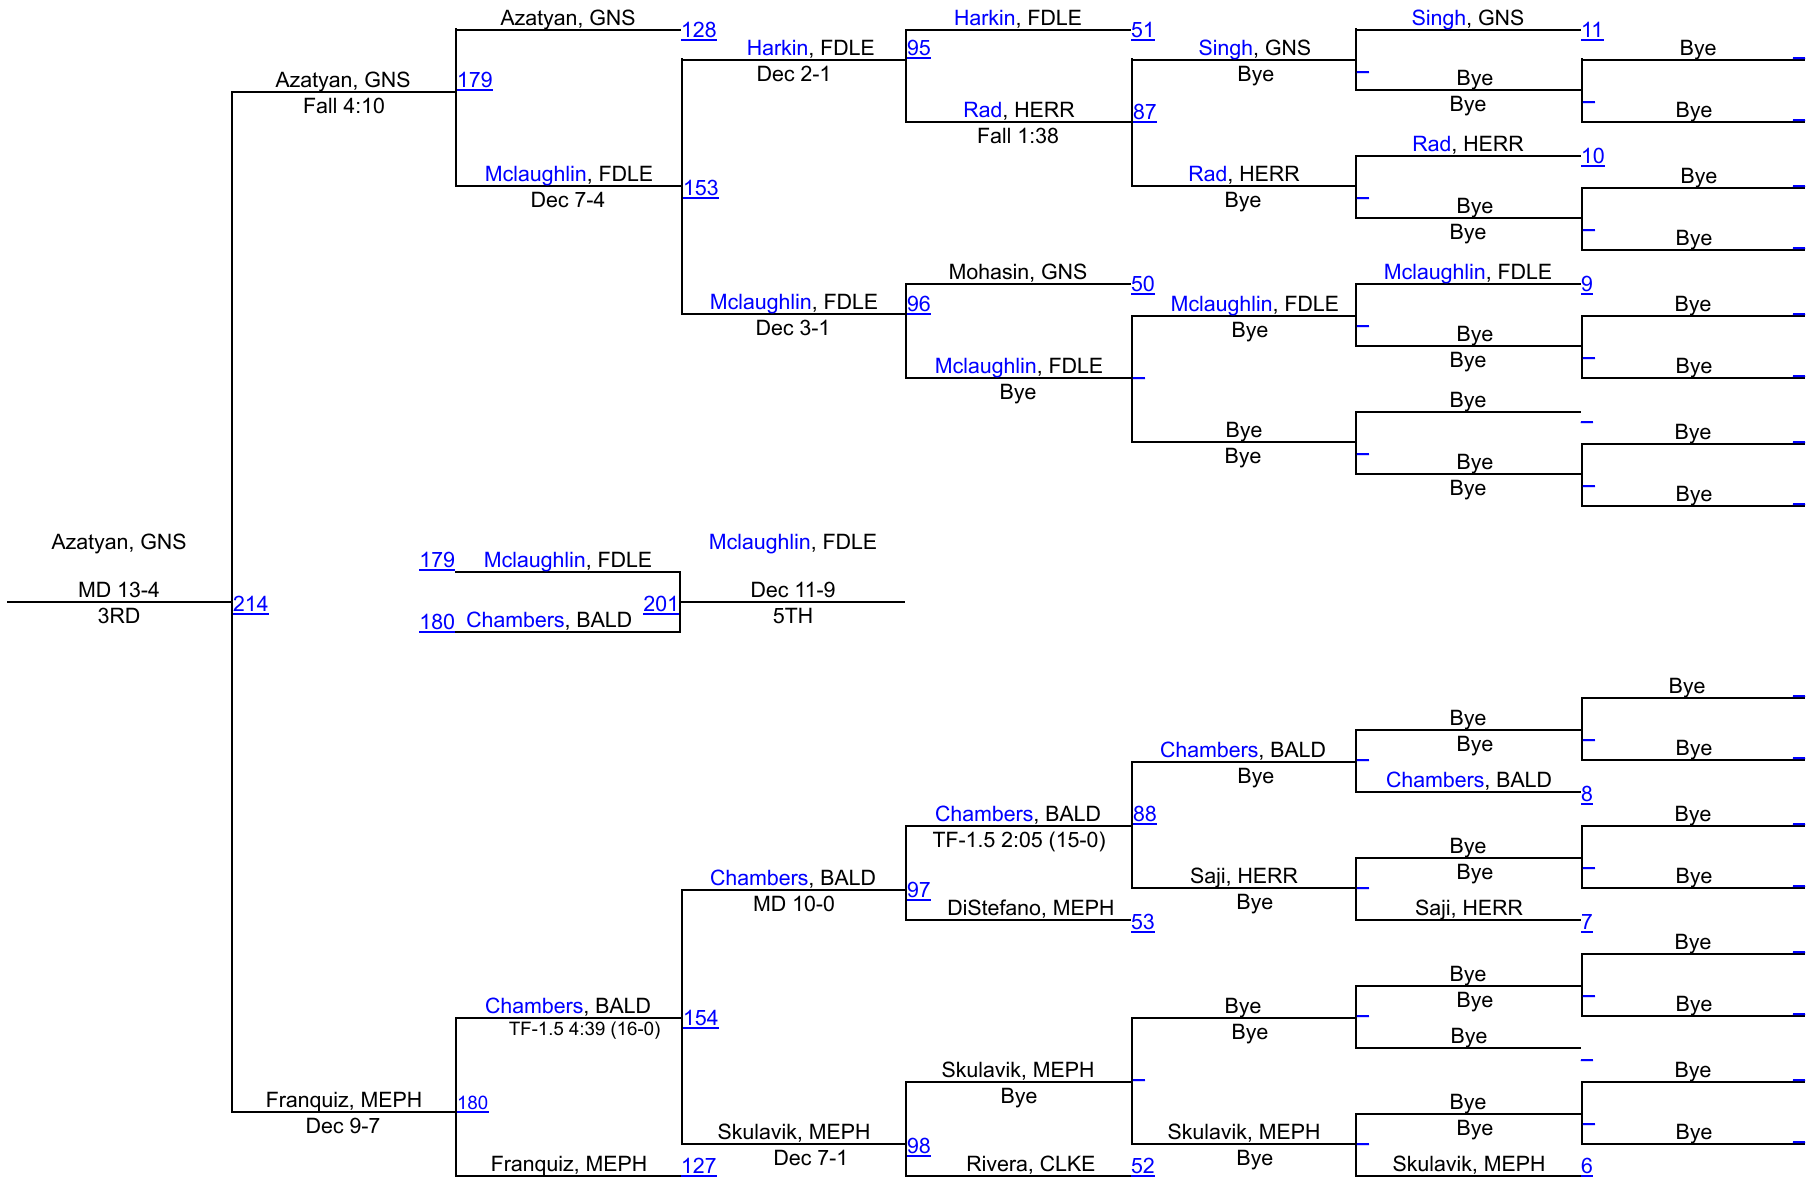 Azatyan, GNS
128
Harkin, FDLE
51
Singh, GNS
11
Harkin, FDLE
95
Singh, GNS
Bye
Azatyan, GNS
179
Dec 2-1
Bye
Bye
Fall 4:10
Rad, HERR
87
Bye
Bye
Fall 1:38
Rad, HERR
10
Mclaughlin, FDLE
153
Rad, HERR
Bye
Dec 7-4
Bye
Bye
Bye
Bye
Mohasin, GNS
50
Mclaughlin, FDLE
9
Mclaughlin, FDLE
96
Mclaughlin, FDLE
Bye
Dec 3-1
Bye
Bye
Bye
Mclaughlin, FDLE
Bye
Bye
Bye
Bye
Bye
Bye
Bye
Bye
Bye
Azatyan, GNS
Mclaughlin, FDLE
179
Mclaughlin, FDLE
MD 13-4
214
201
Dec 11-9
3RD
180
Chambers, BALD
5TH
Bye
Bye
Bye
Chambers, BALD
Bye
Bye
Chambers, BALD
8
Chambers, BALD
88
Bye
TF-1.5 2:05 (15-0)
Bye
Bye
Chambers, BALD
97
Saji, HERR
Bye
MD 10-0
Bye
DiStefano, MEPH
53
Saji, HERR
7
Bye
Bye
Chambers, BALD
154
Bye
Bye
Bye
TF-1.5 4:39 (16-0)
Bye
Bye
Skulavik, MEPH
Bye
Franquiz, MEPH
180
Bye
Bye
Dec 9-7
Bye
Skulavik, MEPH
98
Skulavik, MEPH
Bye
Dec 7-1
Bye
Franquiz, MEPH
127
Rivera, CLKE
52
Skulavik, MEPH
6